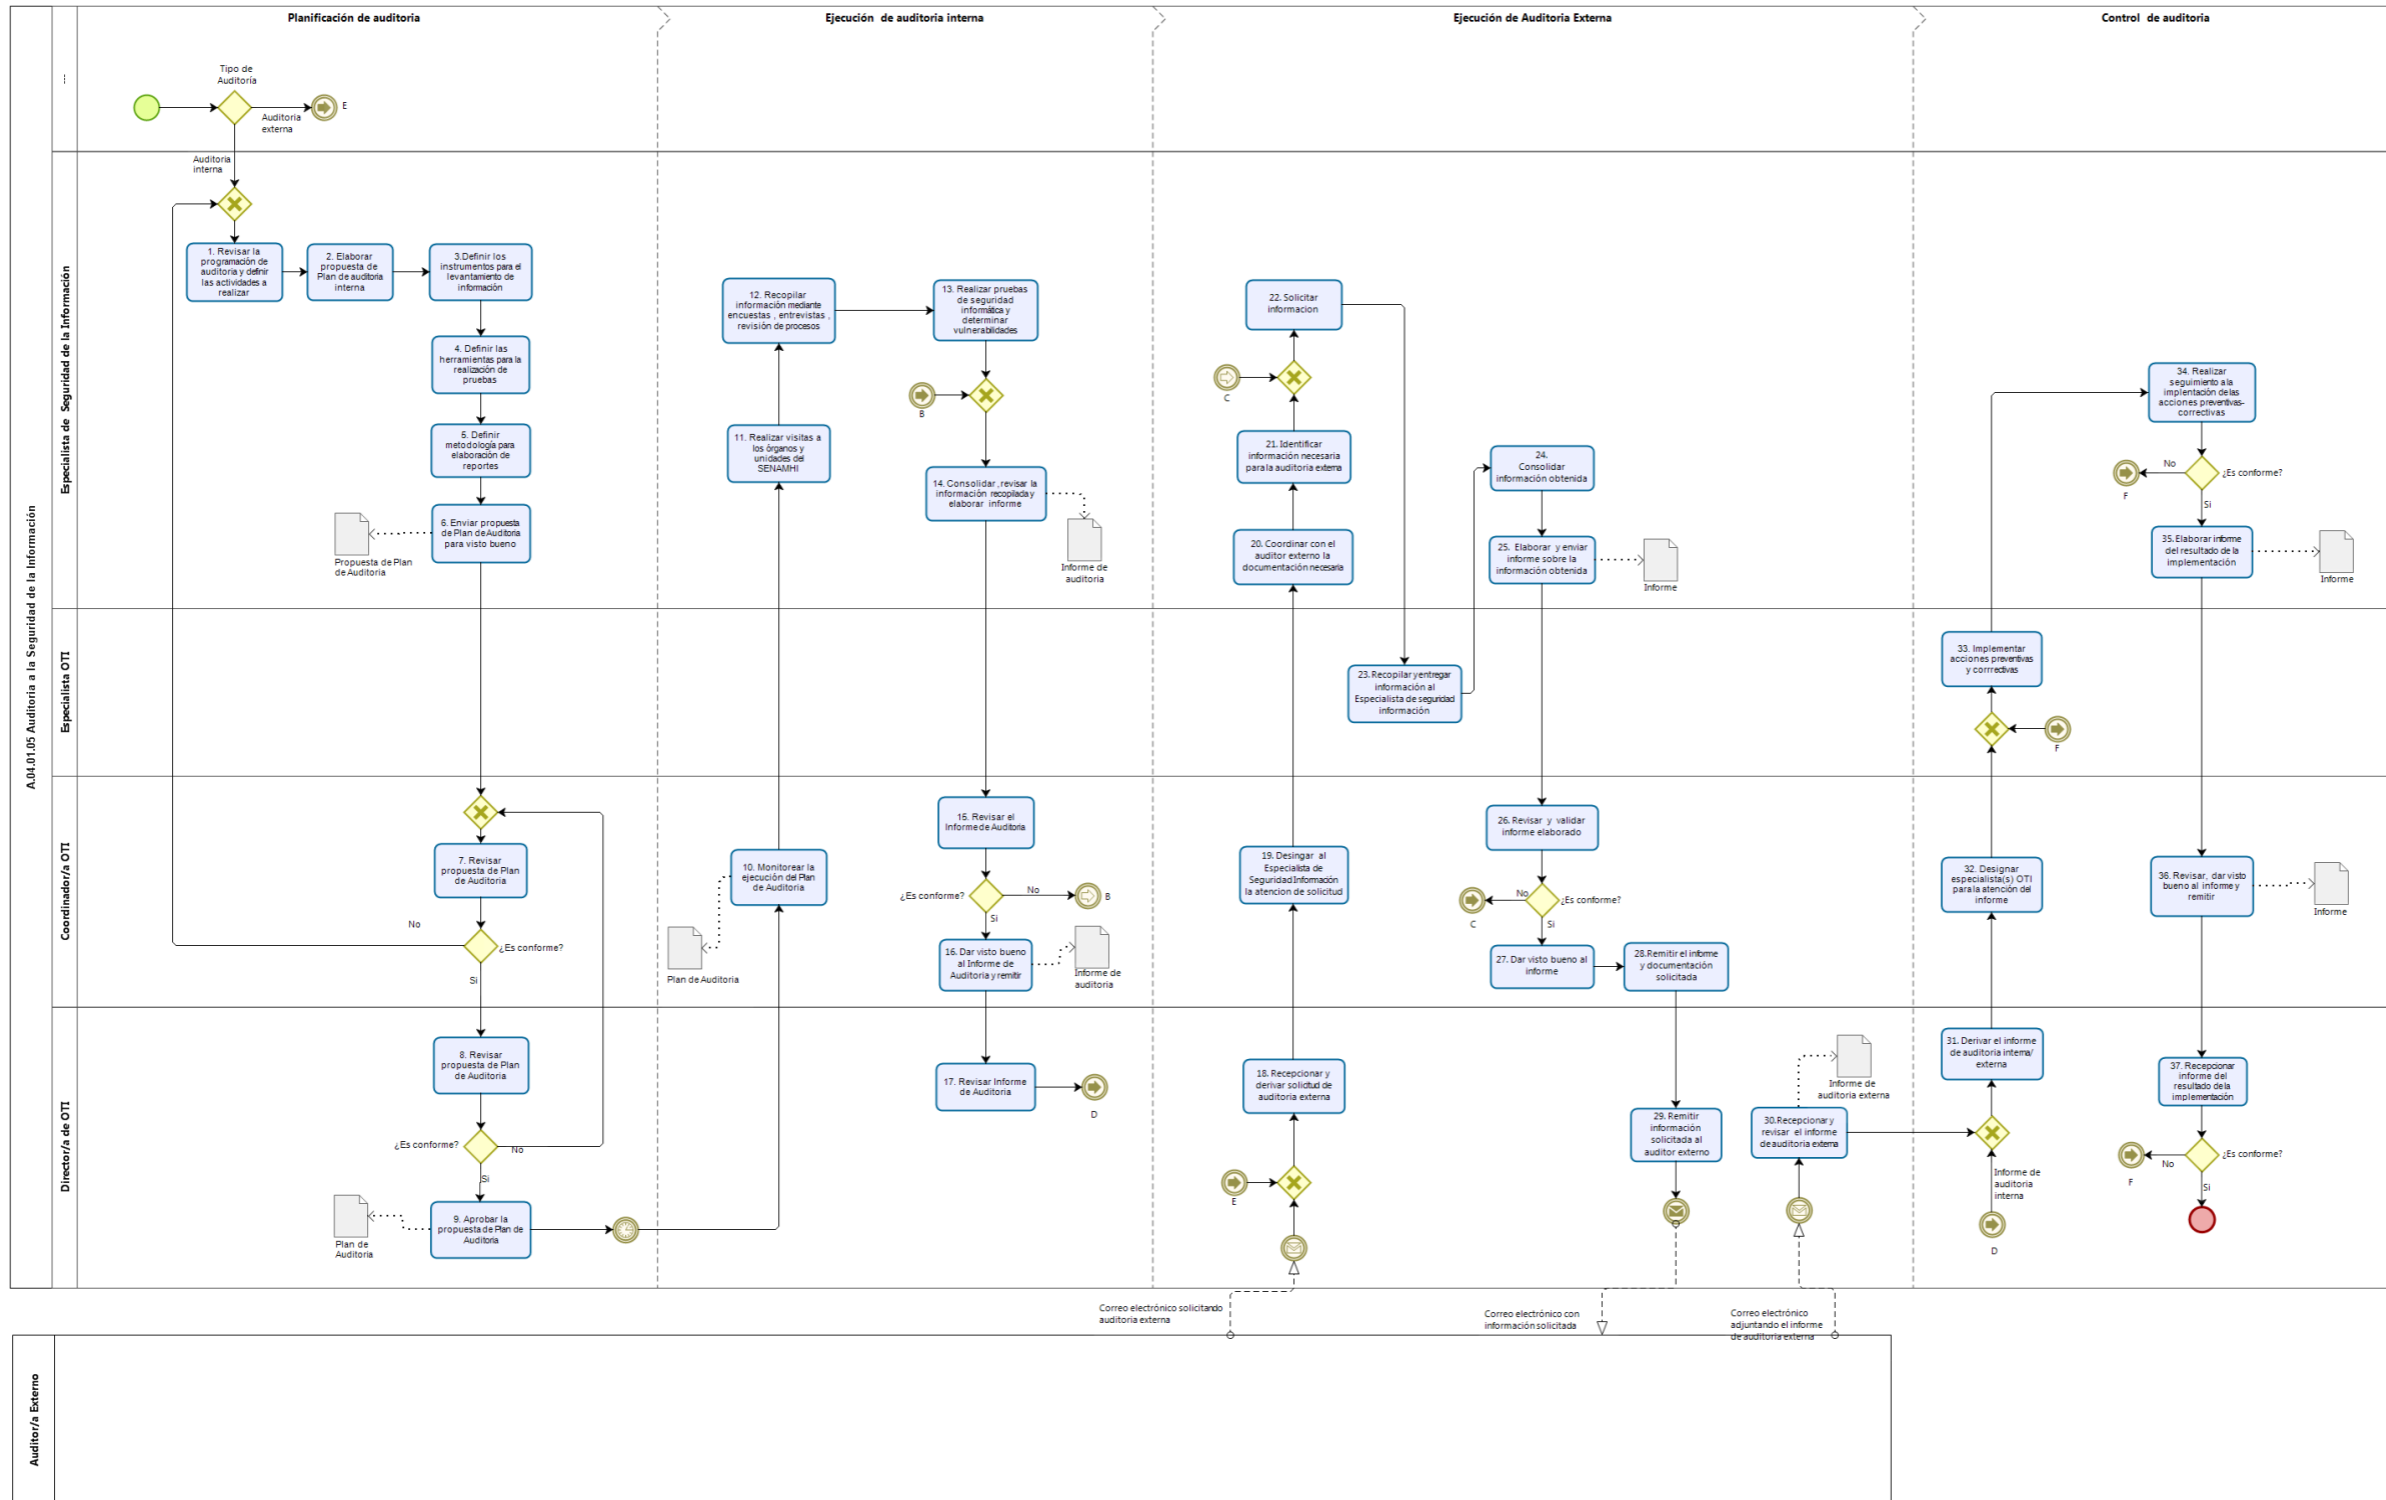 Planificación de auditoria
Ejecución de auditoria interna
Ejecución de Auditoria Externa
Control de auditoria
A.04.01.05 Auditoria a la Seguridad de la Información
...
Tipo de
Auditoría
Auditoria
externa
E
Auditoria
interna
Especialista de Seguridad de la Información
1. Revisar la
programación de
auditoria y definir
las actividades a
realizar
2. Elaborar
propuesta de
Plan de auditoria
interna
3.Definir los
instrumentos para el
levantamiento de
información
4. Definir las
herramientas para la
realización de
pruebas
5. Definir
metodología para
elaboración de
reportes
6. Enviar propuesta
de Plan de Auditoria
para visto bueno
Propuesta de Plan
de Auditoria
12. Recopilar
información mediante
encuestas , entrevistas ,
revisión de procesos
13. Realizar pruebas
de seguridad
informática y
determinar
vulnerabilidades
B
11. Realizar visitas a
los órganos y
unidades del
SENAMHI
14. Consolidar , revisar la
información recopilada y
elaborar informe
Informe de
auditoria
22. Solicitar
informacion
C
21. Identificar
información necesaria
para la auditoria externa
20. Coordinar con el
auditor externo la
documentación necesaria
24.
Consolidar
información obtenida
25. Elaborar y enviar
informe sobre la
información obtenida
Informe
34. Realizar
seguimiento a la
implentación de las
acciones preventivas-
correctivas
No
¿Es conforme?
F
Si
35. Elaborar informe
del resultado de la
implementación
Informe
Especialista OTI
23. Recopilar y entregar
información al
Especialista de seguridad
información
33. Implementar
acciones preventivas
y corrrectivas
F
Coordinador/a OTI
7. Revisar
propuesta de Plan
de Auditoria
No
¿Es conforme?
Si
10. Monitorear la
ejecución del Plan
de Auditoria
Plan de Auditoria
15. Revisar el
Informe de Auditoria
¿Es conforme?
No
B
Si
16. Dar visto bueno
al Informe de
Auditoria y remitir
Informe de
auditoria
19. Desingar al
Especialista de
Seguridad Información
la atencion de solicitud
26. Revisar y validar
informe elaborado
No
¿Es conforme?
C
Si
27. Dar visto bueno al
informe
28.Remitir el informe
y documentación
solicitada
32. Designar
especialista(s) OTI
para la atención del
informe
36. Revisar, dar visto
bueno al informe y
remitir
Informe
Director/a de OTI
8. Revisar
propuesta de Plan
de Auditoria
¿Es conforme?
No
Si
9. Aprobar la
propuesta de Plan de
Auditoria
Plan de
Auditoria
17. Revisar Informe
de Auditoria
D
18. Recepcionar y
derivar solicitud de
auditoria externa
E
29. Remitir
información
solicitada al
auditor externo
30.Recepcionar y
revisar el informe
de auditoria externa
Informe de
auditoria externa
31. Derivar el informe
de auditoria interna/
externa
Informe de
auditoria
interna
D
37. Recepcionar
informe del
resultado de la
implementación
No
¿Es conforme?
F
Si
Correo electrónico solicitando
auditoria externa
Correo electrónico con
información solicitada
Correo electrónico
adjuntando el informe
de auditoria externa
Auditor/a Externo